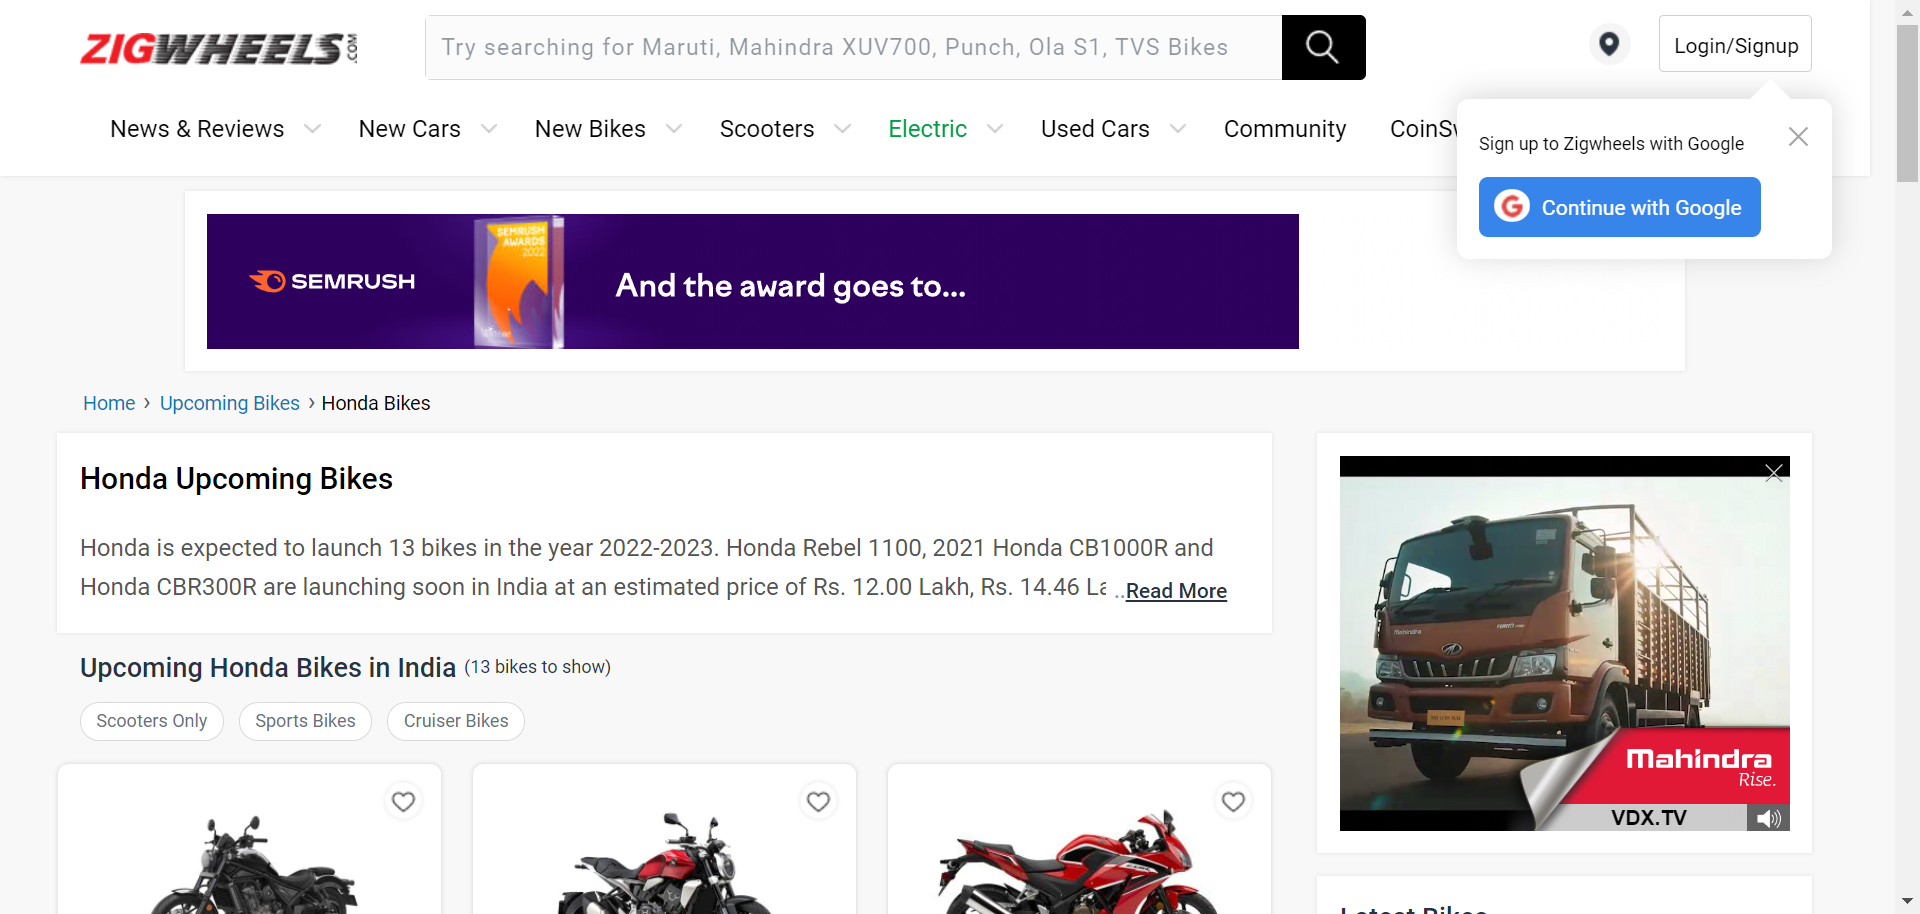 ZIGWHEELS.COM
Try searching for Maruti, Mahindra XUV700, Punch, Ola S1, TVS Bikes
Login/Signup
News & Reviews
New Cars
New Bikes
Scooters
Electric
Used Cars
Community
Sign up to Zigwheels with Google
Continue with Google
SEMRUSH
SEMRUSH
AWARDS
2022
And the award goes to...
Home › Upcoming Bikes › Honda Bikes
Honda Upcoming Bikes
Honda is expected to launch 13 bikes in the year 2022-2023. Honda Rebel 1100, 2021 Honda CB1000R and
Honda CBR300R are launching soon in India at an estimated price of Rs. 12.00 Lakh, Rs. 14.46 La ..Read More
Upcoming Honda Bikes in India (13 bikes to show)
Scooters Only
Sports Bikes
Cruiser Bikes
Mahindra
Mahindra
Rise.
VDX.TV
Latest Bikes